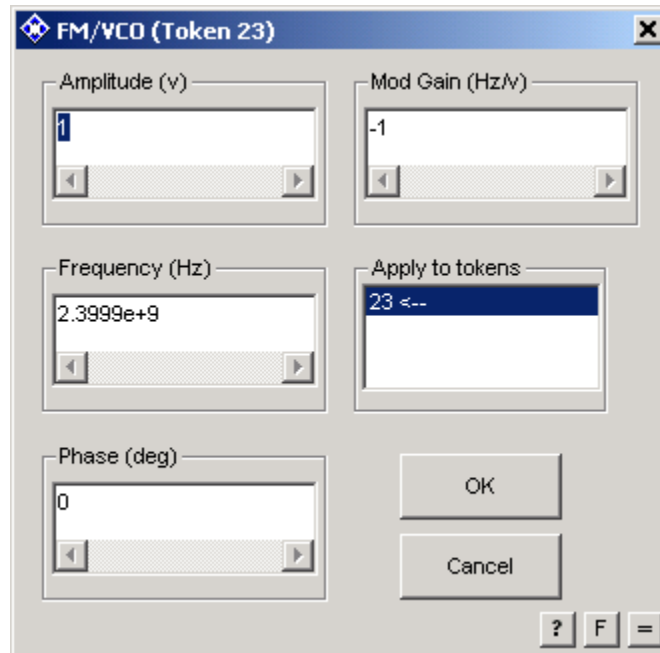 FM/VCO (Token 23)
Amplitude (v)
1
Mod Gain (Hz/v)
-1
Frequency (Hz)
2.3999e+9
Apply to tokens
23 <--
Phase (deg)
0
OK
Cancel
? F =